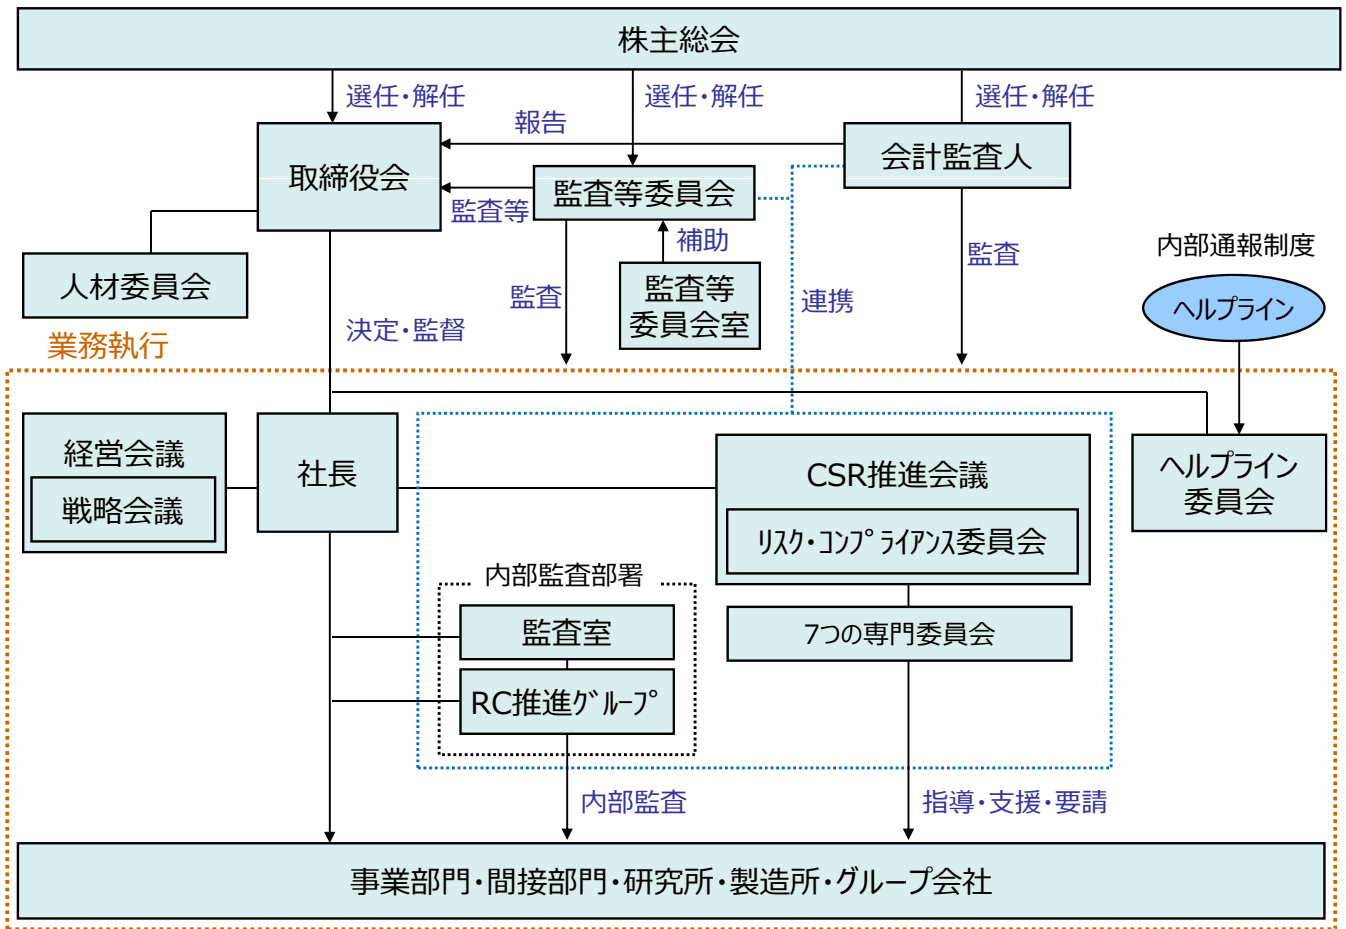 株主総会
選任・解任
選任・解任
選任・解任
報告
取締役会
会計監査人
監査等委員会
監査等
補助
監査
内部通報制度
人材委員会
監査
監査等
委員会室
連携
ヘルプライン
業務執行
決定・監督
経営会議
戦略会議
社長
CSR推進会議
リスク・コンプライアンス委員会
ヘルプライン
委員会
内部監査部署
監査室
7つの専門委員会
RC推進グループ
内部監査
指導・支援・要請
事業部門・間接部門・研究所・製造所・グループ会社